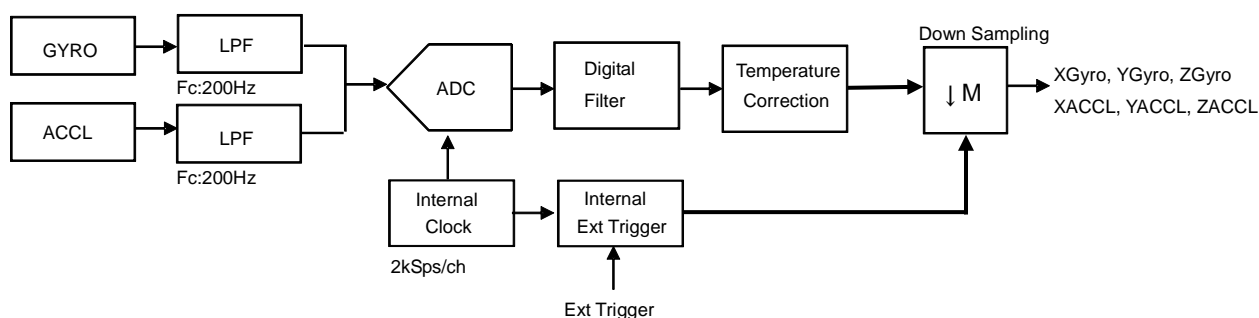 Down Sampling
GYRO
LPF
Fc:200Hz
ADC
Digital
Filter
Temperature
Correction
↓M
XGyro, YGyro, ZGyro
XACCL, YACCL, ZACCL
ACCL
LPF
Fc:200Hz
Internal
Clock
2kSps/ch
Internal
Ext Trigger
Ext Trigger